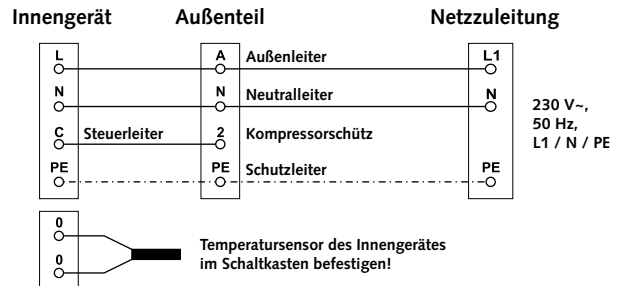 Innengerät Außenteil Netzzuleitung
L A Außenleiter L1
N N Neutralleiter N
230 V~,
50 Hz,
L1 / N / PE
C Steuerleiter 2 Kompressorschütz
PE PE Schutzleiter PE
0
0
Temperatursensor des Innengerätes
im Schaltkasten befestigen!